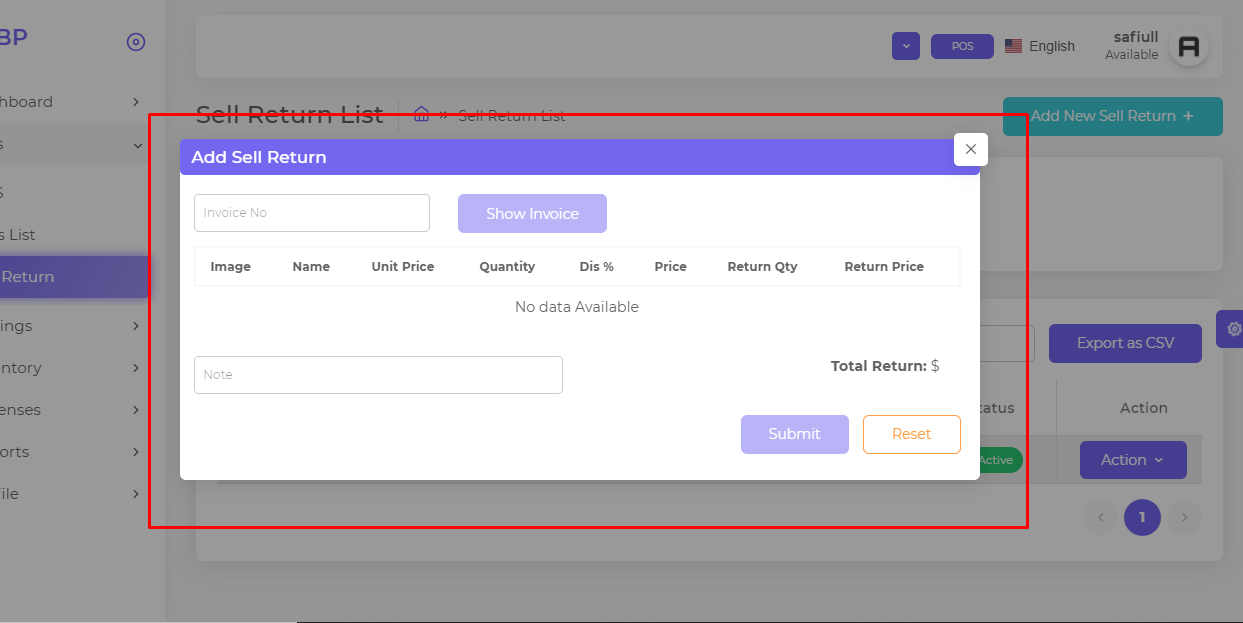 BP
POS
English
safiull
Available
hboard
s
Sell Return List
Sell Return List
Add New Sell Return +
Add Sell Return
S
s List
Return
ings
entory
enses
orts
file
Invoice No
Show Invoice
Image Name Unit Price Quantity Dis % Price Return Qty Return Price
No data Available
Note
Total Return: $
Submit
Reset
Export as CSV
tatus
Action
Active
Action
1